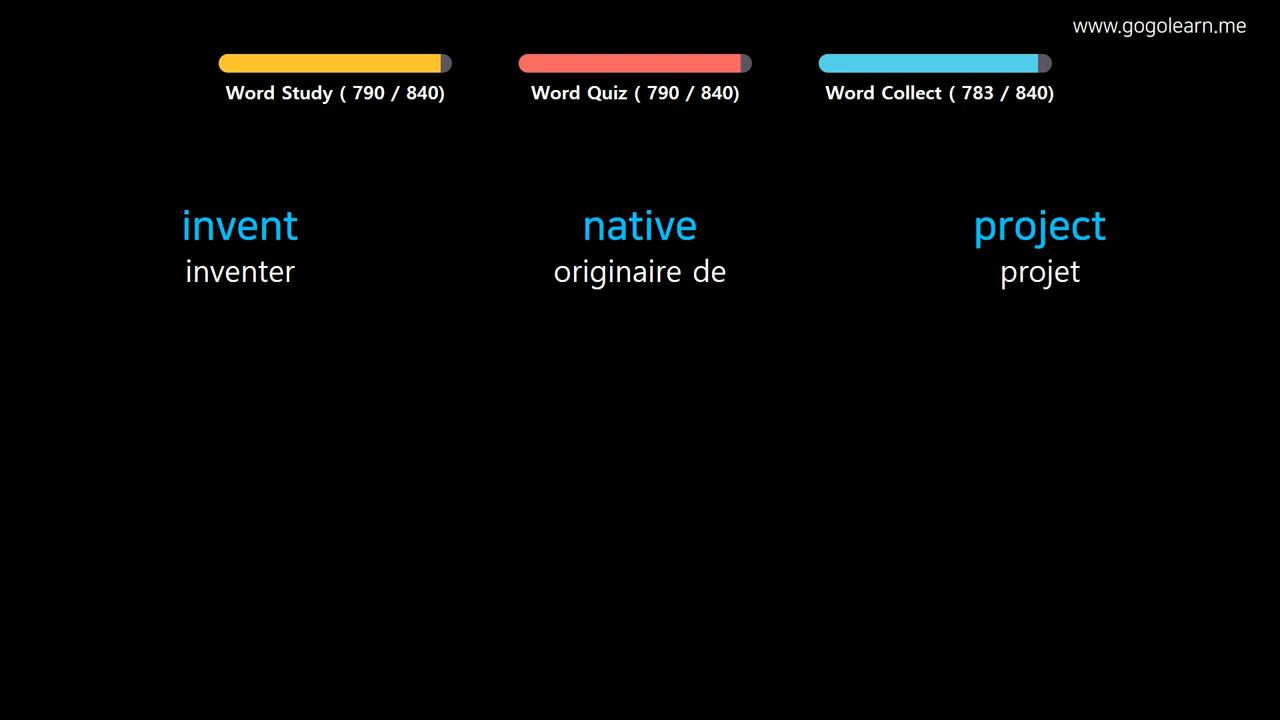 www.gogolearn.me
Word Study ( 790 / 840)
Word Quiz ( 790 / 840)
Word Collect ( 783 / 840)
invent
inventer
native
originaire de
project
projet